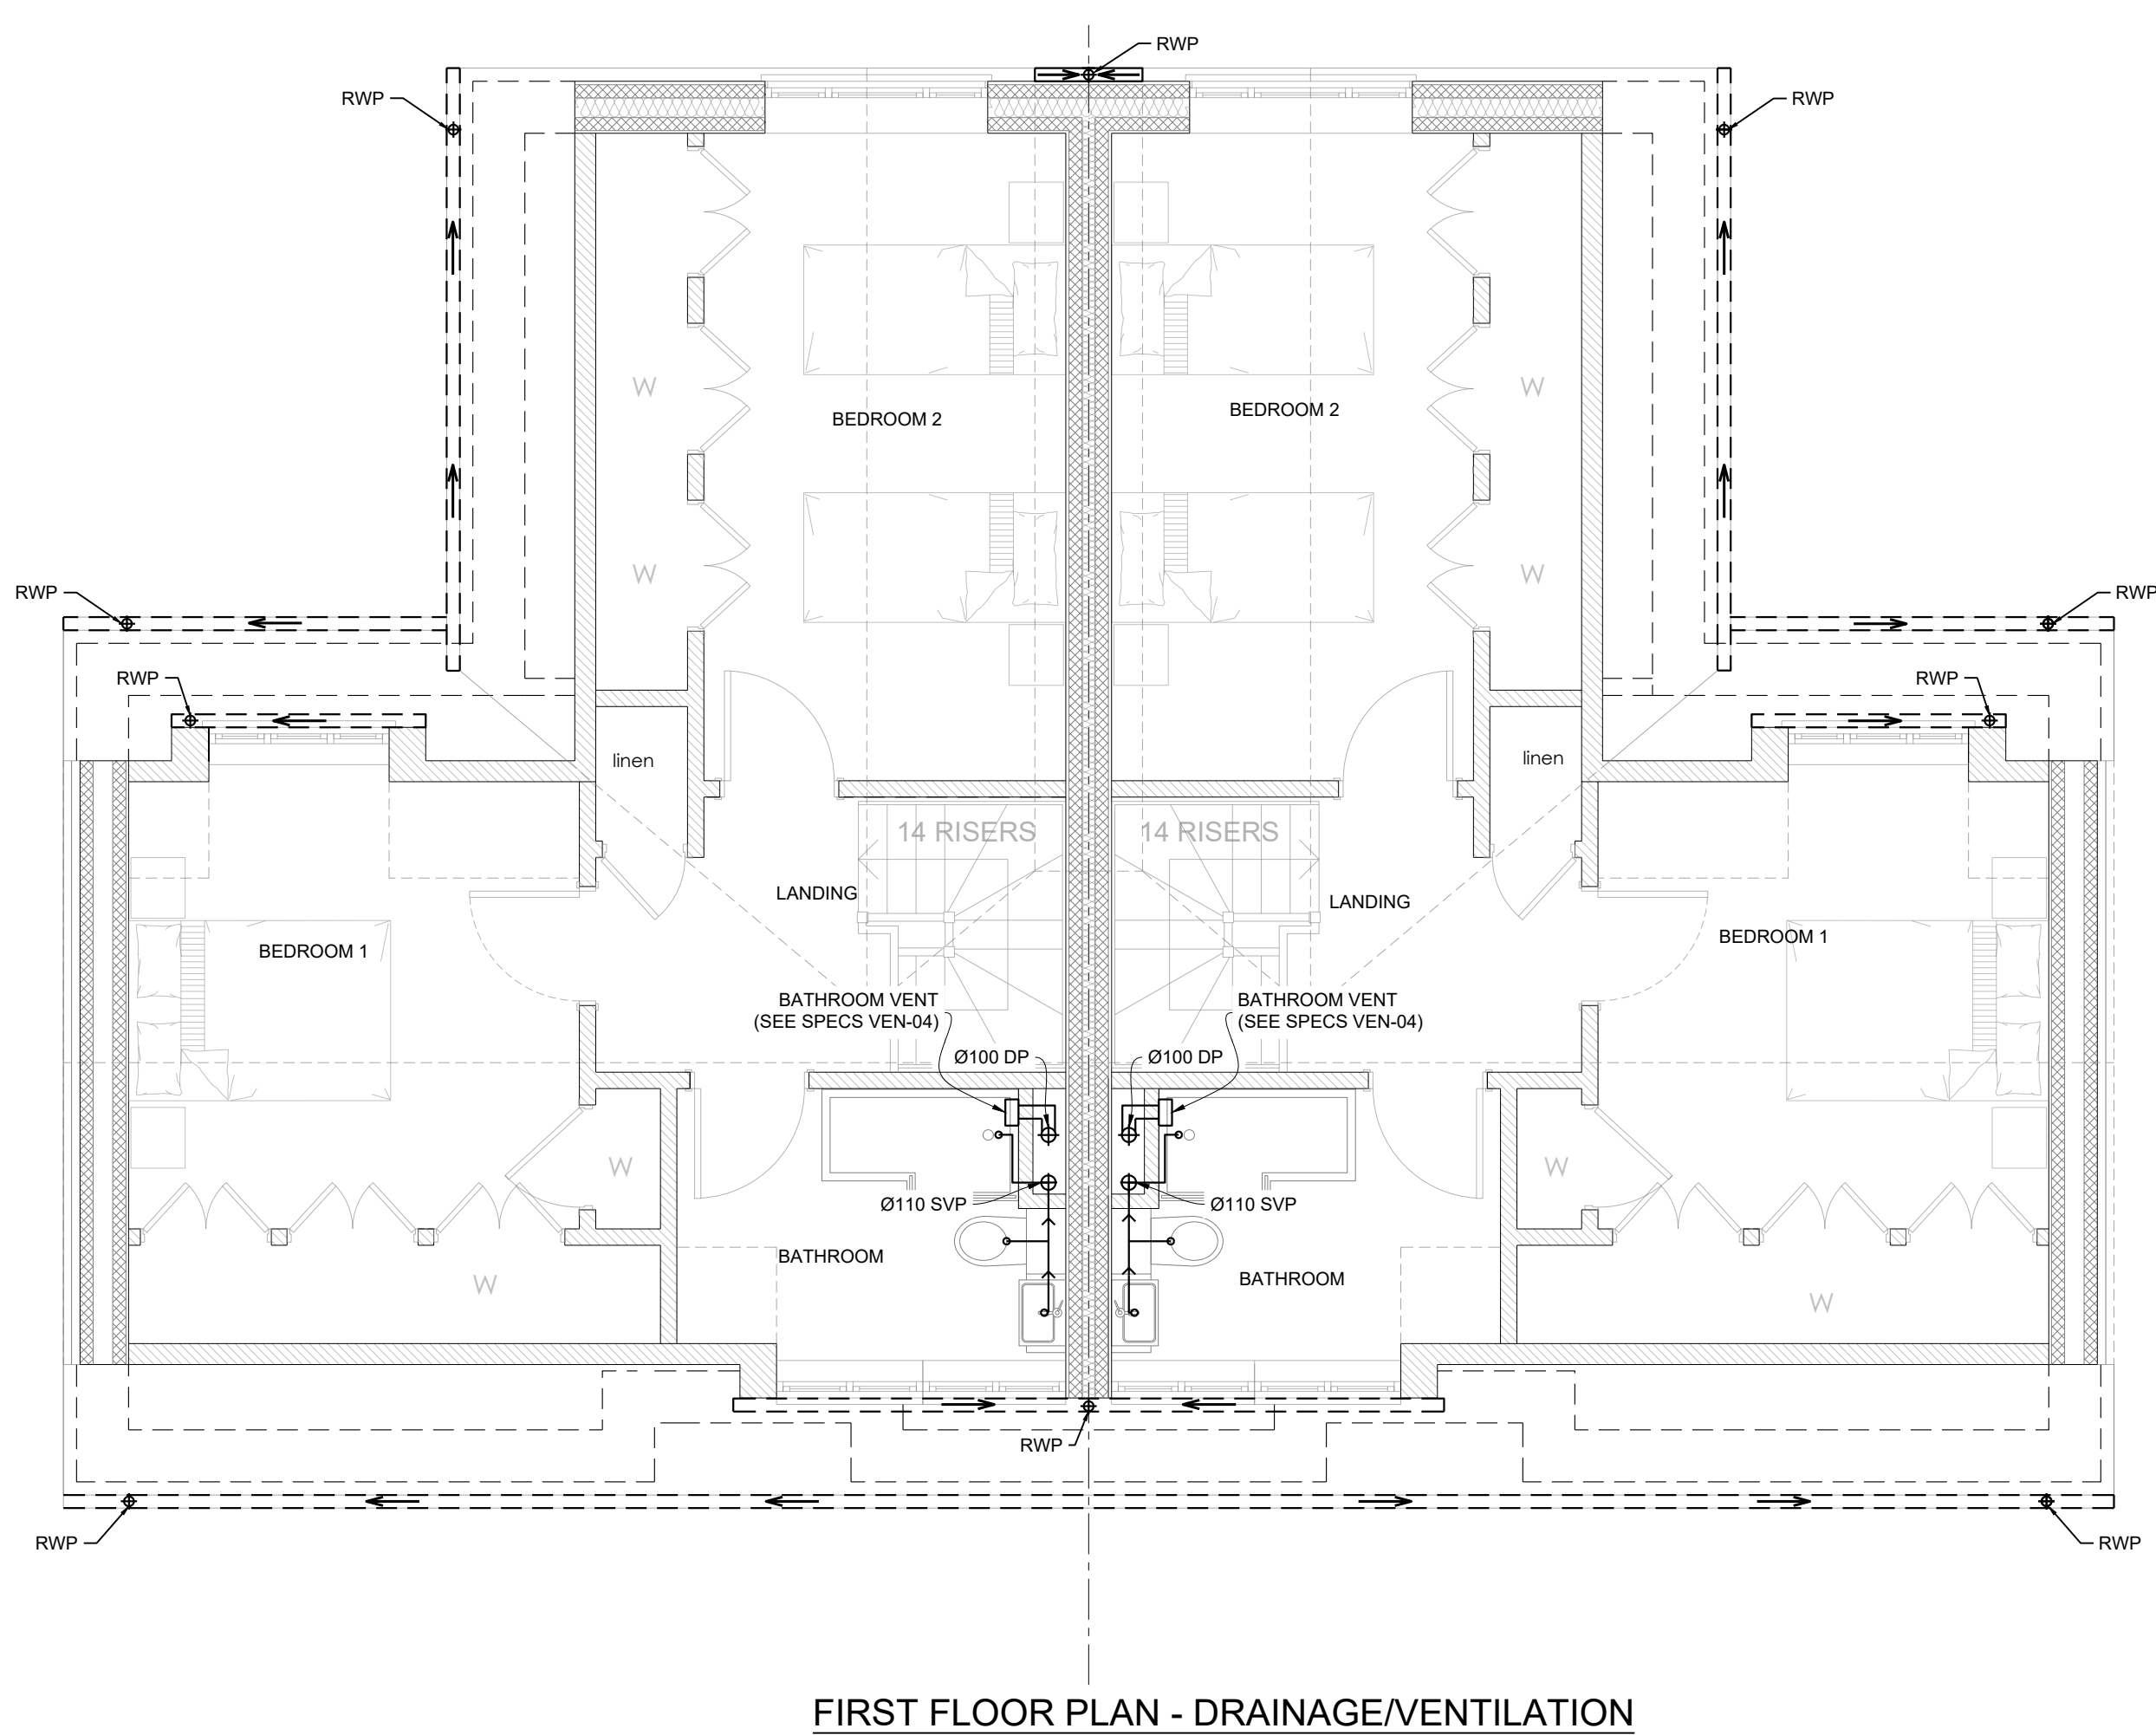 RWP
RWP
RWP
W
W
BEDROOM 2
BEDROOM 2
W
W
RWP
RWP
RWP
RWP
linen
linen
14 RISERS
14 RISERS
LANDING
LANDING
BEDROOM 1
BEDROOM 1
BATHROOM VENT
(SEE SPECS VEN-04)
BATHROOM VENT
(SEE SPECS VEN-04)
Ø100 DP
Ø100 DP
W
W
Ø110 SVP
Ø110 SVP
BATHROOM
BATHROOM
W
W
RWP
RWP
RWP
FIRST FLOOR PLAN - DRAINAGE/VENTILATION